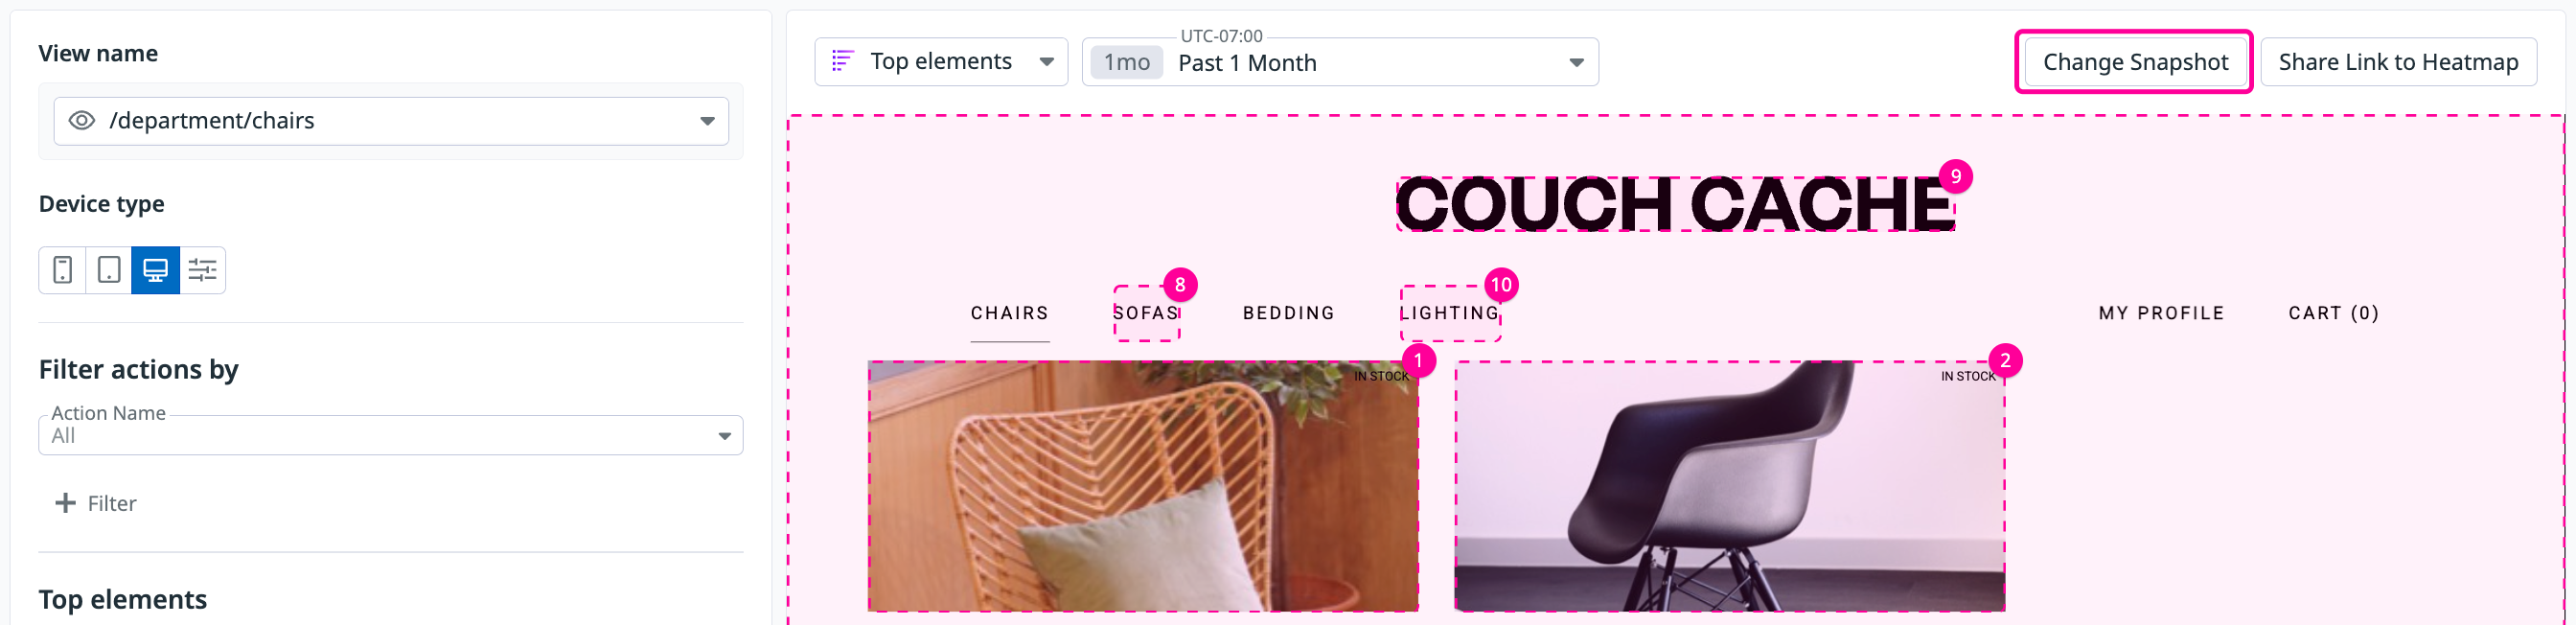 View name
/department/chairs
Device type
Filter actions by
Action Name
All
Filter
Top elements
Top elements
UTC-07:00
1mo Past 1 Month
Change Snapshot
Share Link to Heatmap
COUCH CACHE
9
8
10
CHAIRS SOFAS BEDDING LIGHTING MY PROFILE CART (0)
1
2
IN STOCK
IN STOCK